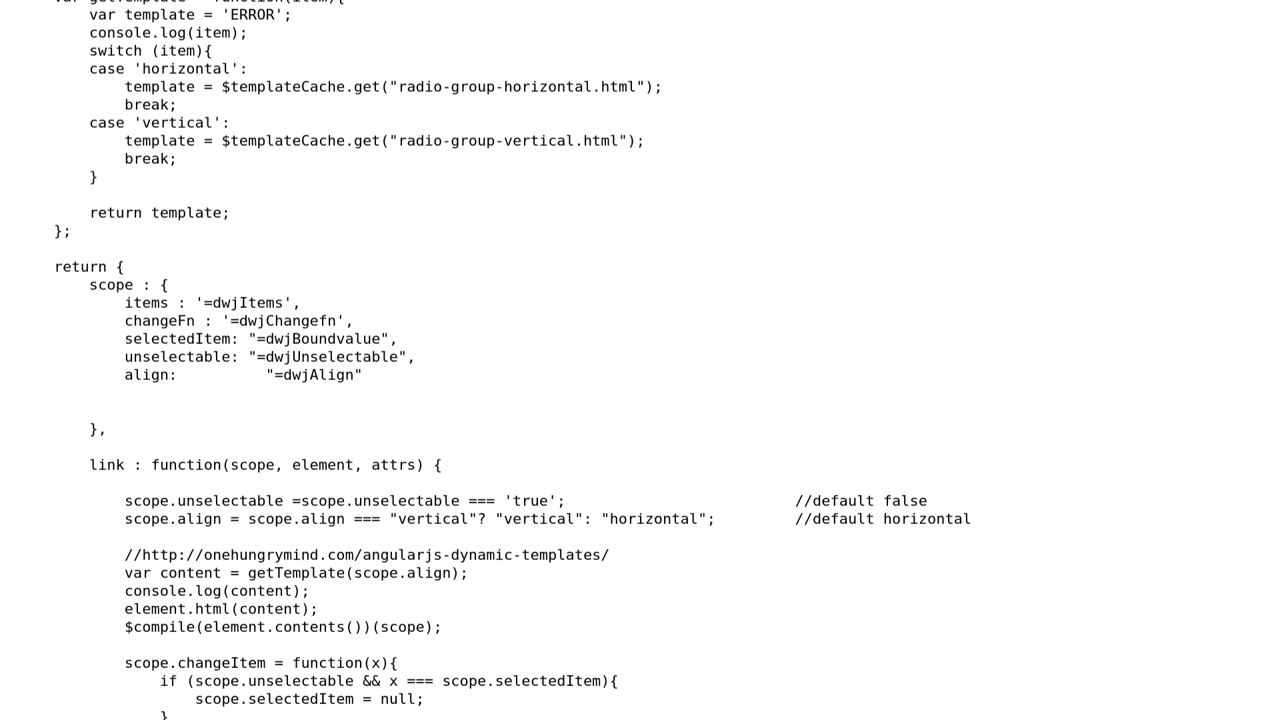 var getTemplate = function(item){
var template = 'ERROR';
console.log(item);
switch (item){
case 'horizontal':
template = $templateCache.get("radio-group-horizontal.html");
break;
case 'vertical':
template = $templateCache.get("radio-group-vertical.html");
break;
}
return template;
};
return {
scope : {
items : '=dwjItems',
changeFn : '=dwjChangefn',
selectedItem: "=dwjBoundvalue",
unselectable: "=dwjUnselectable",
align:          "=dwjAlign"
},
link : function(scope, element, attrs) {
scope.unselectable =scope.unselectable === 'true'; //default false
scope.align = scope.align === "vertical"? "vertical": "horizontal"; //default horizontal
//http://onehungrymind.com/angularjs-dynamic-templates/
var content = getTemplate(scope.align);
console.log(content);
element.html(content);
$compile(element.contents())(scope);
scope.changeItem = function(x){
if (scope.unselectable && x === scope.selectedItem){
scope.selectedItem = null;
}